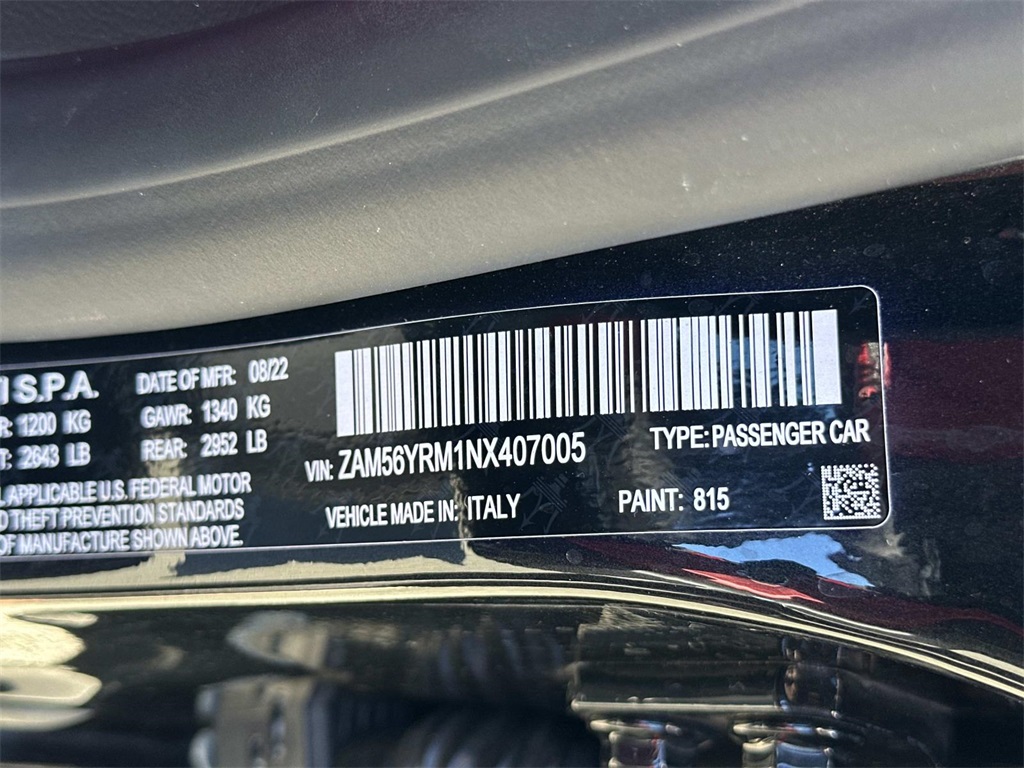 I S.P.A.
DATE OF MFR: 08/22
R: 1200 KG
GAWR: 1340 KG
T: 2643 LB
REAR: 2952 LB
VIN: ZAM56YRM1NX407005
TYPE: PASSENGER CAR
L APPLICABLE U.S. FEDERAL MOTOR
D THEFT PREVENTION STANDARDS
OF MANUFACTURE SHOWN ABOVE.
VEHICLE MADE IN: ITALY
PAINT: 815